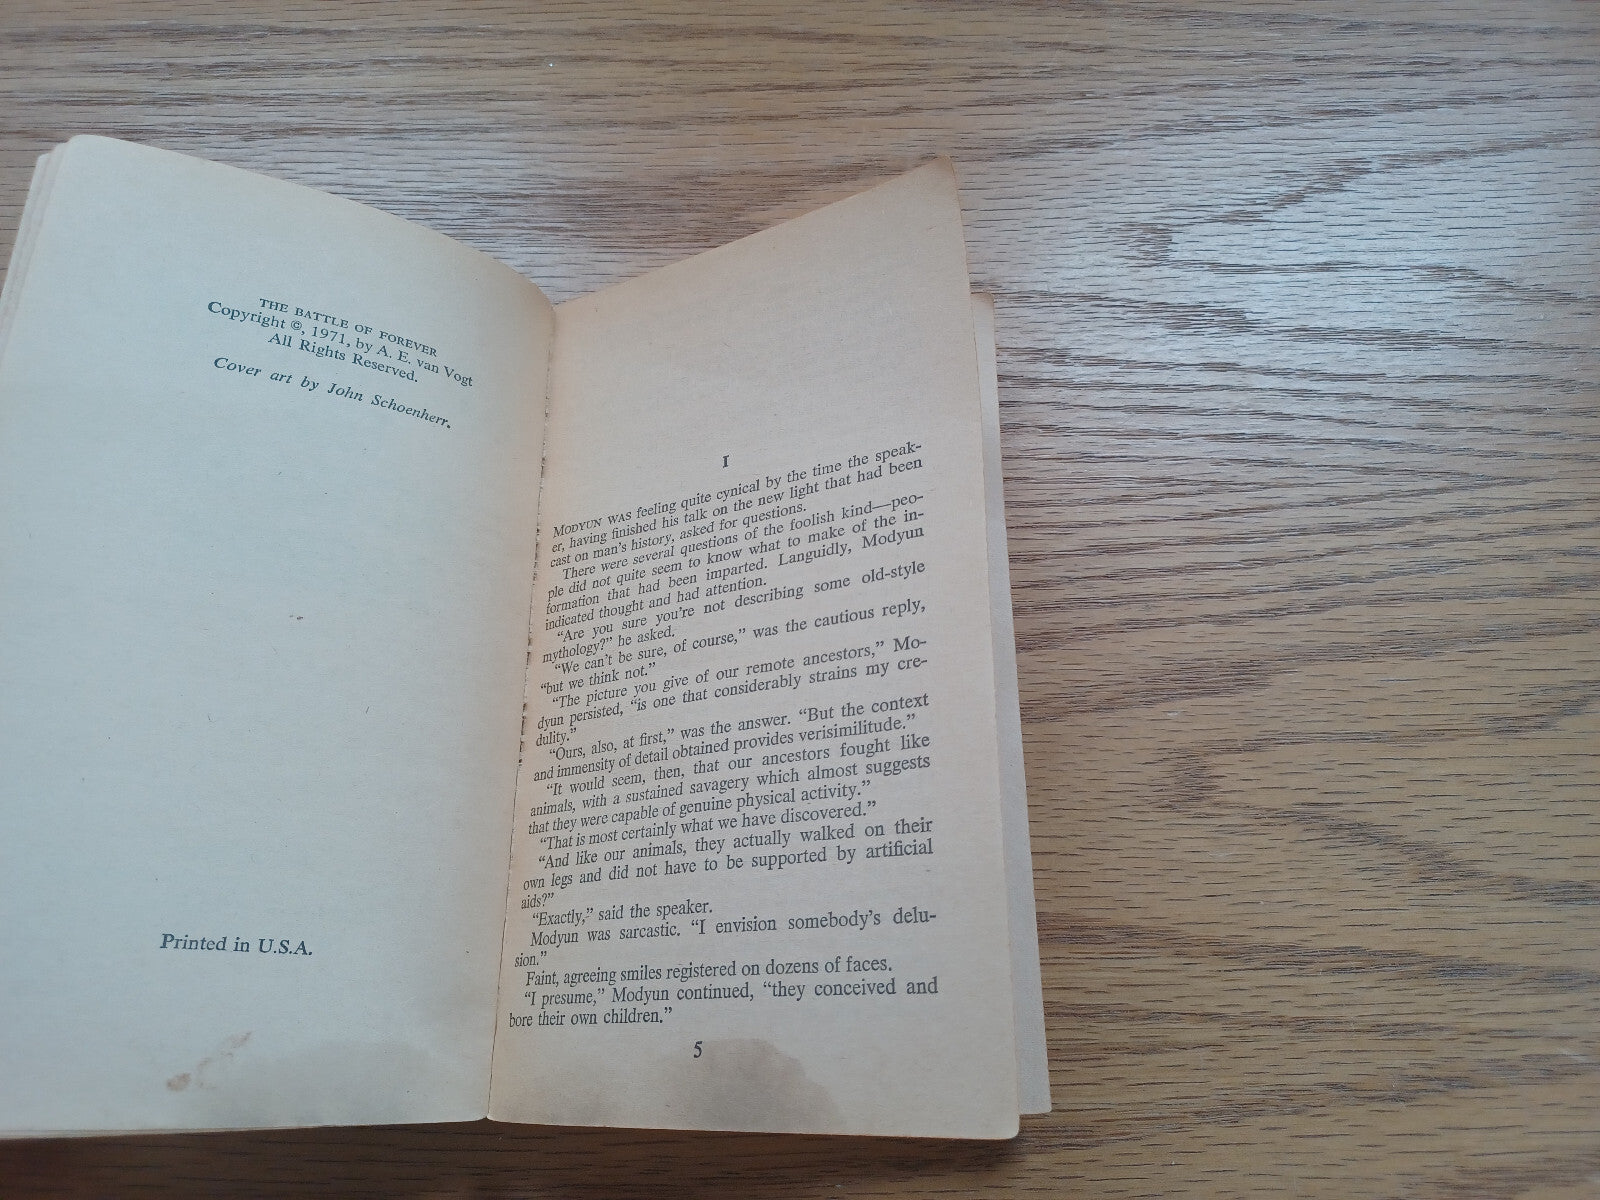 THE BATTLE OF FOREVER
Copyright ©, 1971, by A. E. van Vogt
All Rights Reserved.
Cover art by John Schoenherr.
Printed in U.S.A.
I
MODYUN WAS feeling quite cynical by the time the speak-
er, having finished his talk on the new light that had been
cast on man's history, asked for questions.
There were several questions of the foolish kind—peo-
ple did not quite seem to know what to make of the in-
formation that had been imparted. Languidly, Modyun
indicated thought and had attention.
“Are you sure you're not describing some old-style
mythology?” he asked.
“We can't be sure, of course,” was the cautious reply,
“but we think not.”
“The picture you give of our remote ancestors,” Mo-
dyun persisted, “is one that considerably strains my cre-
dulity.”
“Ours, also, at first,” was the answer. “But the context
and immensity of detail obtained provides verisimilitude.”
“It would seem, then, that our ancestors fought like
animals, with a sustained savagery which almost suggests
that they were capable of genuine physical activity.”
“That is most certainly what we have discovered.”
“And like our animals, they actually walked on their
own legs and did not have to be supported by artificial
aids?”
“Exactly,” said the speaker.
Modyun was sarcastic. “I envision somebody's delu-
sion.”
Faint, agreeing smiles registered on dozens of faces.
“I presume,” Modyun continued, “they conceived and
bore their own children.”
5